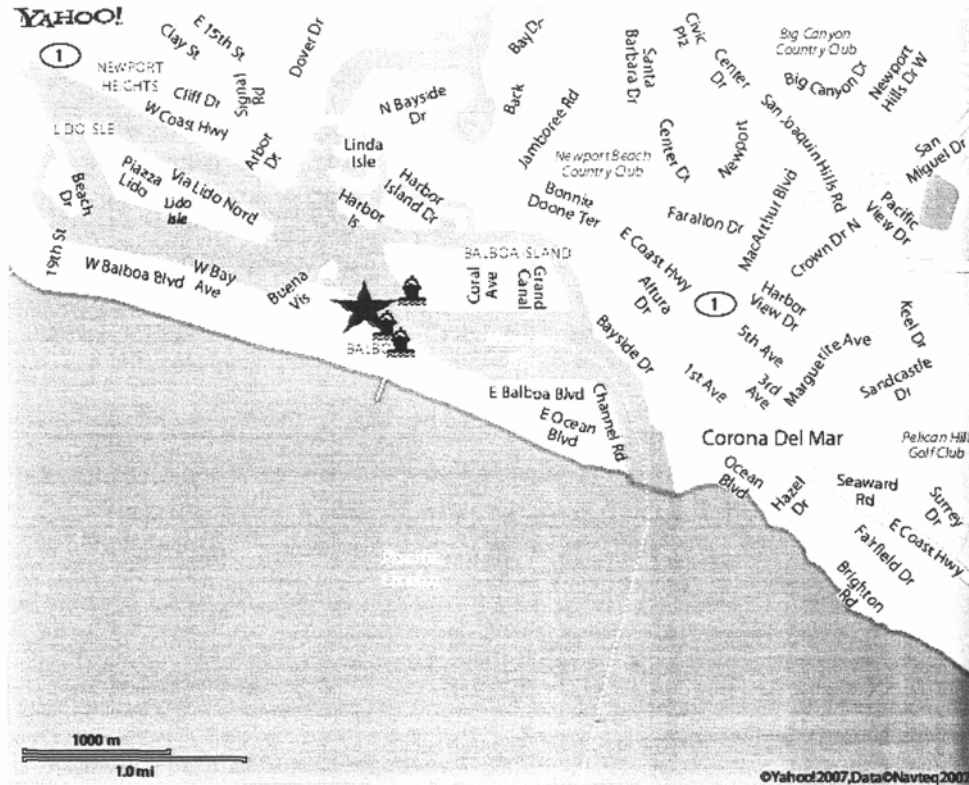 YAHOO!
1
E 15th St
Clay St
Dover Dr
Bay Dr
Civic
Plz
Center
Dr
Santa
Barbara Dr
Big Canyon
Country Club
Big Canyon Dr
Newport
Hills Dr W
NEWPORT
HEIGHTS
Cliff Dr
Signal
Rd
W Coast Hwy
N Bayside
Dr
Back
Jamboree Rd
San Joaquin Hills Rd
San
Miguel Dr
LIDO ISLE
Arbor
Dr
Linda
Isle
Newport Beach
Country Club
Center Dr
Newport
Beach
Dr
Piazza
Lido
Via Lido Nord
Lido
Isle
Harbor
Is
Harbor
Island Dr
Bonnie
Doone Ter
Farallon Dr
MacArthur Blvd
Pacific
View Dr
Crown Dr N
19th St
W Balboa Blvd
W Bay
Ave
Buena
Vis
BALBOA ISLAND
Coral
Ave
Grand
Canal
E Coast Hwy
Altura
Dr
1
Harbor
View Dr
5th Ave
Keel Dr
BALBO
Bayside Dr
1st Ave
3rd
Ave
Marguerite Ave
Sandcastle
Dr
E Balboa Blvd
E Ocean
Blvd
Channel Rd
Corona Del Mar
Pelican Hill
Golf Club
Ocean
Blvd
Hazel
Dr
Seaward
Rd
Surrey
Dr
E Coast Hwy
Fairfield Dr
Brighton
Rd
1000 m
1.0 mi
©Yahoo!2007,Data©Navteq2007